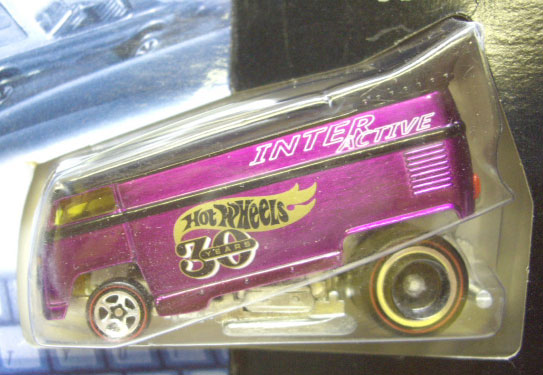 INTER
ACTIVE
HOT WHEELS
30
YEARS